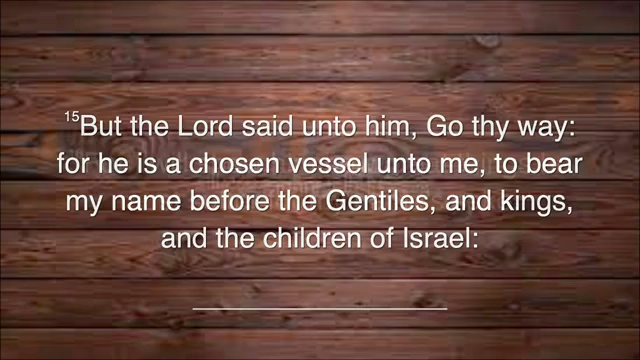 15But the Lord said unto him, Go thy way:
for he is a chosen vessel unto me, to bear
my name before the Gentiles, and kings,
and the children of Israel: